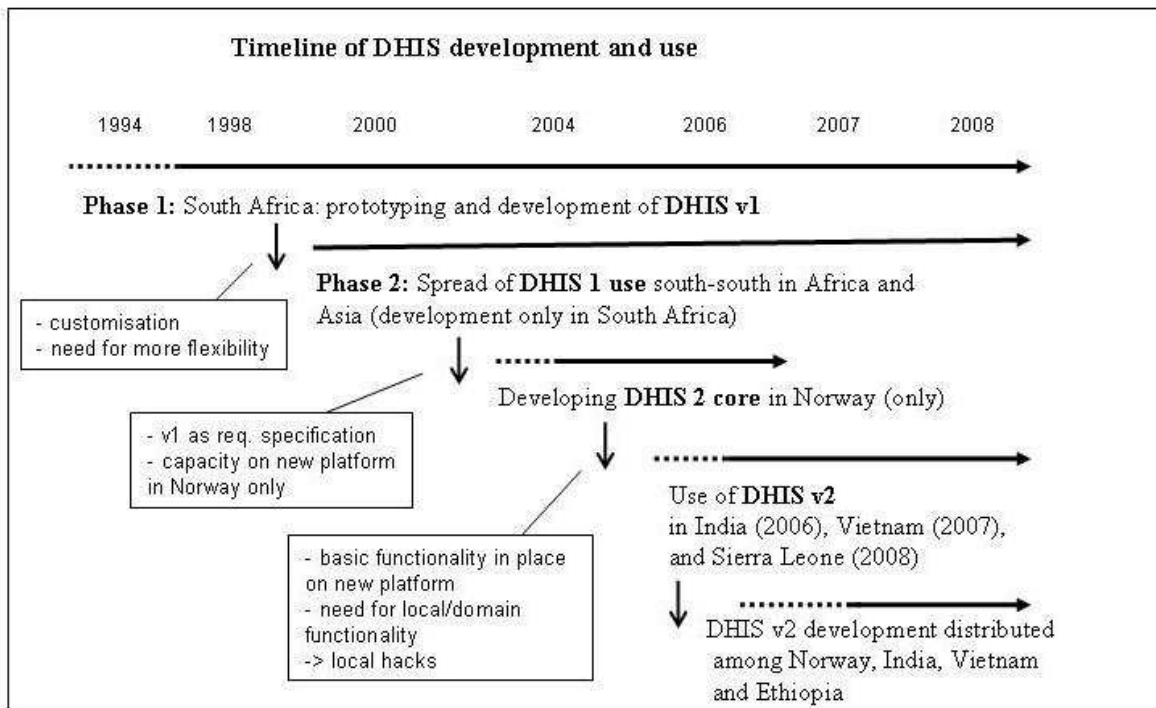 Timeline of DHIS development and use
1994 1998 2000 2004 2006 2007 2008
Phase 1: South Africa: prototyping and development of DHIS v1
Phase 2: Spread of DHIS 1 use south-south in Africa and
Asia (development only in South Africa)
- customisation
- need for more flexibility
Developing DHIS 2 core in Norway (only)
- v1 as req. specification
- capacity on new platform
in Norway only
Use of DHIS v2
in India (2006), Vietnam (2007),
and Sierra Leone (2008)
- basic functionality in place
on new platform
- need for local/domain
functionality
-> local hacks
DHIS v2 development distributed
among Norway, India, Vietnam
and Ethiopia